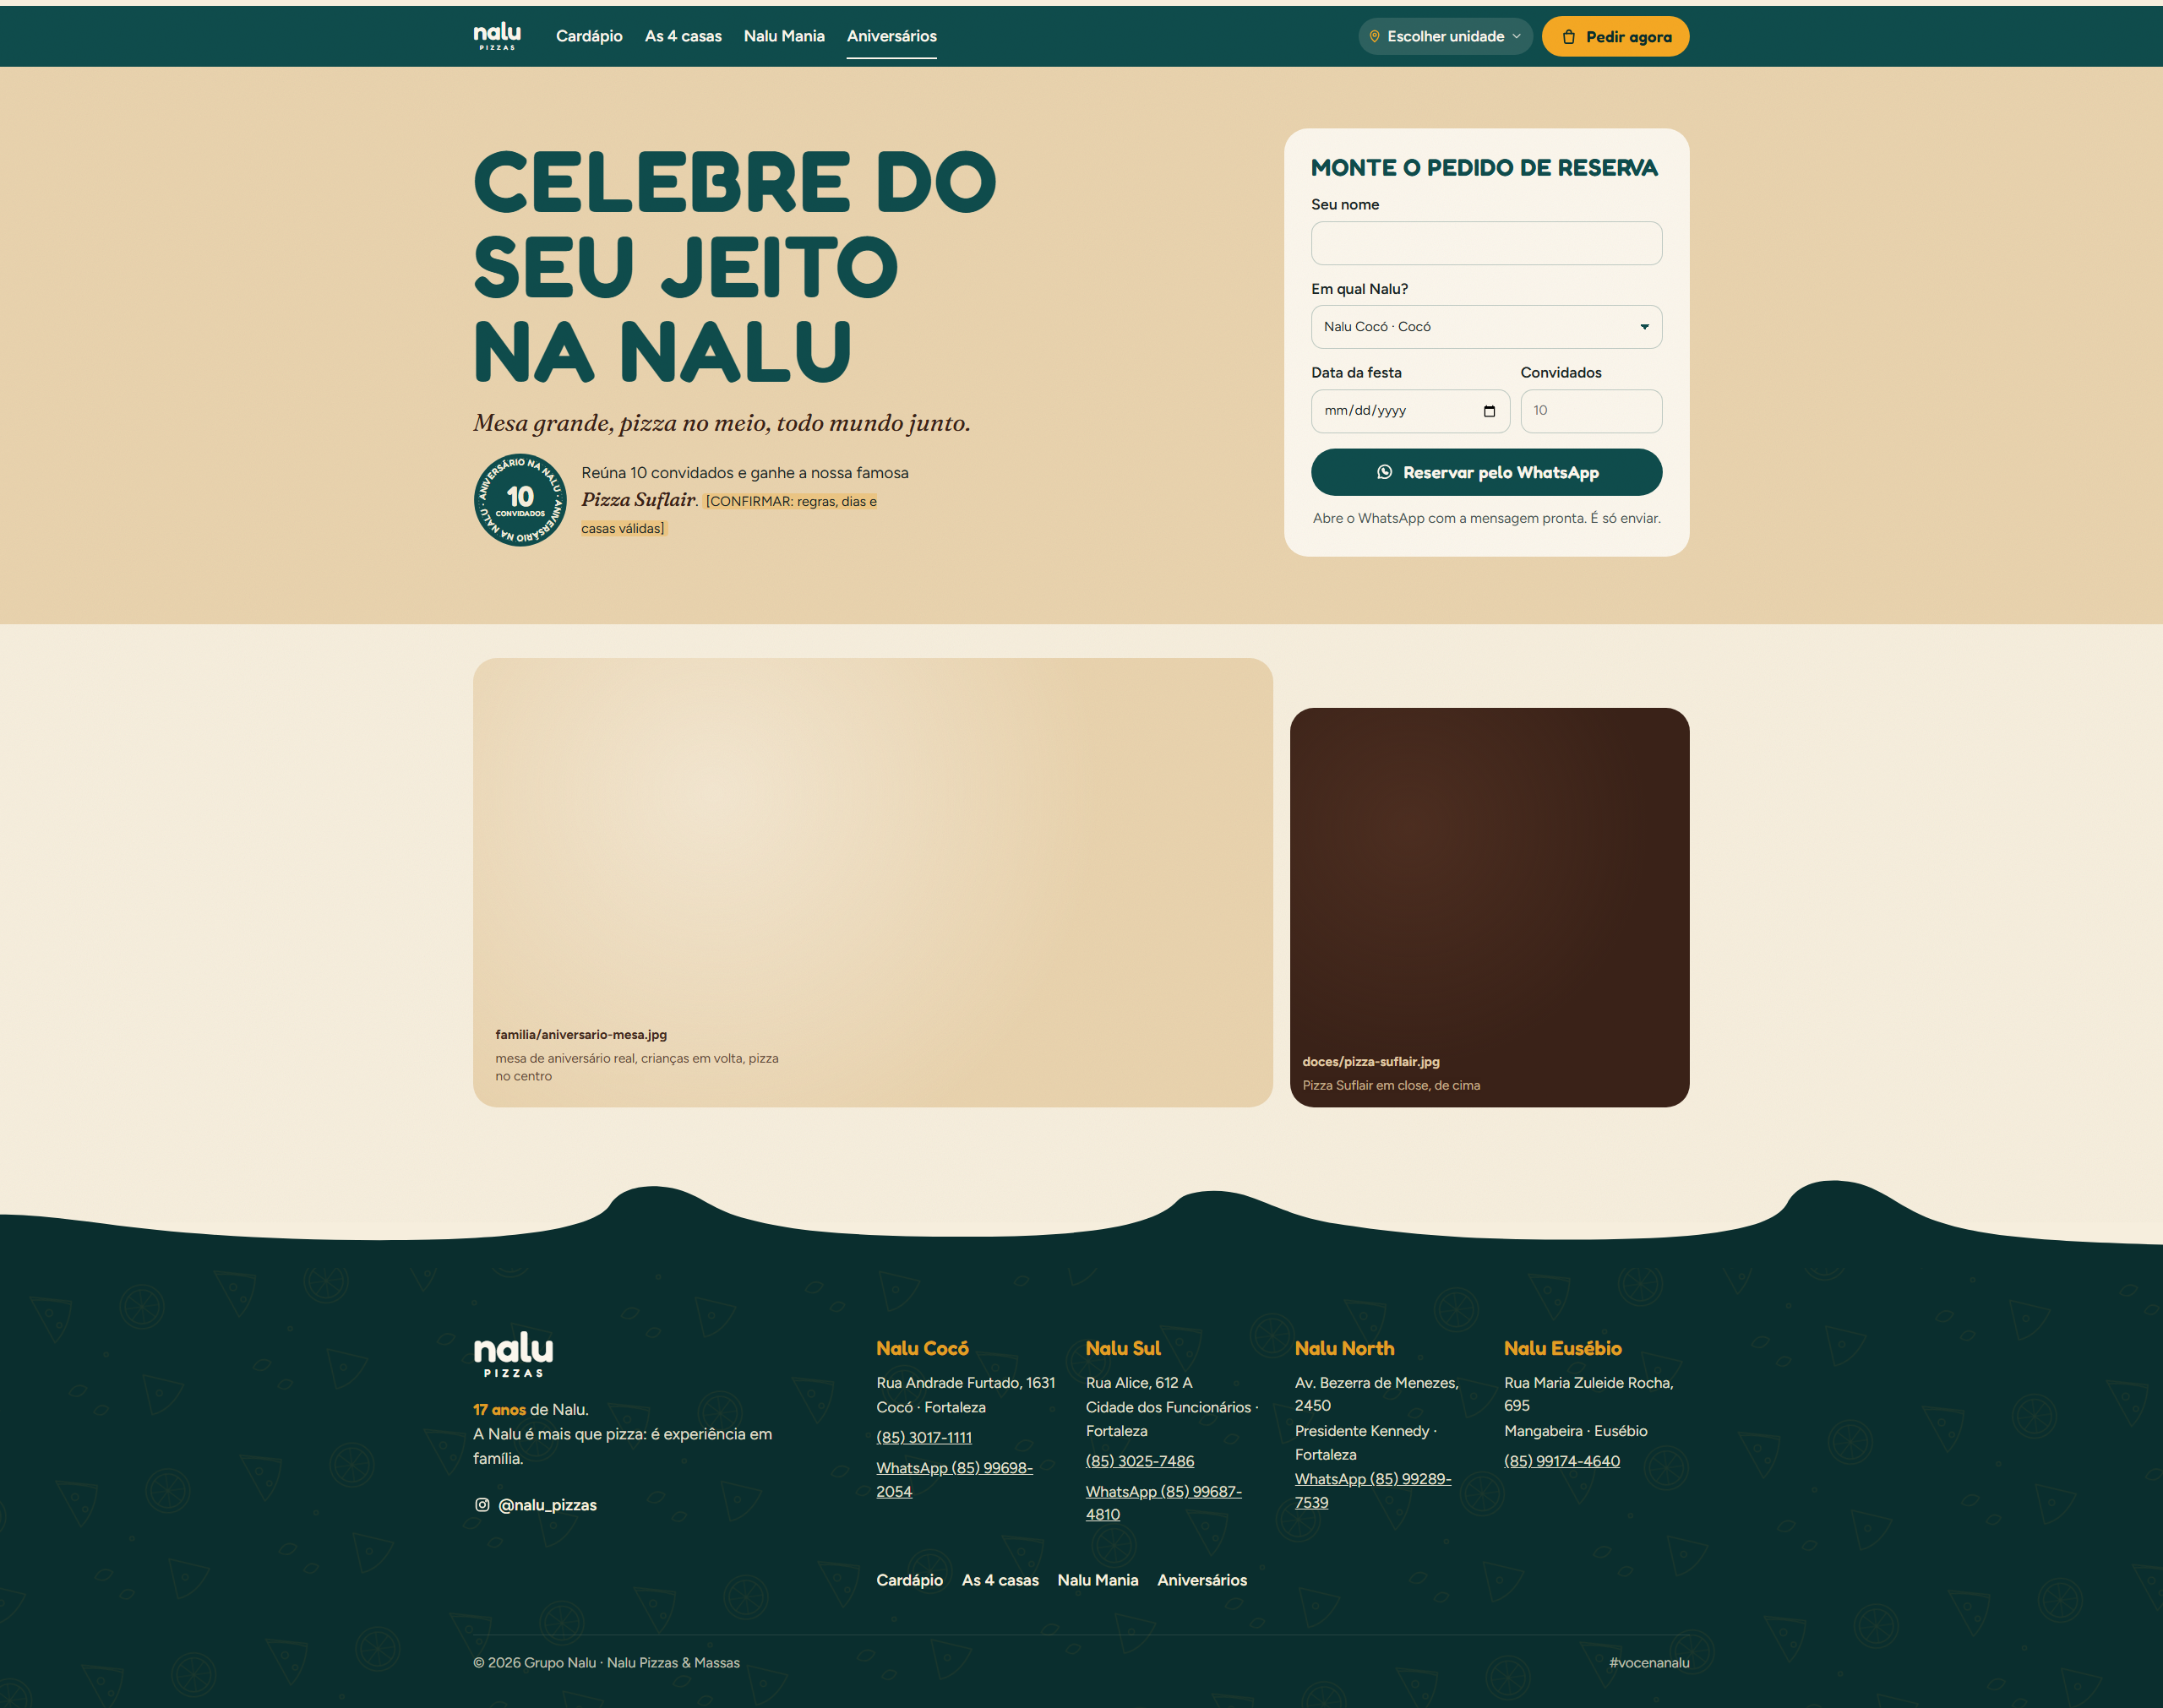 nalu
PIZZAS
Cardápio
As 4 casas
Nalu Mania
Aniversários
Escolher unidade
Pedir agora
CELEBRE DO
SEU JEITO
NA NALU
Mesa grande, pizza no meio, todo mundo junto.
ANIVERSÁRIO NA NALU · ANIVERSÁRIO NA NALU ·
10
CONVIDADOS
Reúna 10 convidados e ganhe a nossa famosa
Pizza Suflair. [CONFIRMAR: regras, dias e
casas válidas]
MONTE O PEDIDO DE RESERVA
Seu nome
Em qual Nalu?
Nalu Cocó · Cocó
Data da festa
Convidados
mm/dd/yyyy
10
Reservar pelo WhatsApp
Abre o WhatsApp com a mensagem pronta. É só enviar.
familia/aniversario-mesa.jpg
mesa de aniversário real, crianças em volta, pizza
no centro
doces/pizza-suflair.jpg
Pizza Suflair em close, de cima
nalu
PIZZAS
17 anos de Nalu.
A Nalu é mais que pizza: é experiência em
família.
@nalu_pizzas
Nalu Cocó
Rua Andrade Furtado, 1631
Cocó · Fortaleza
(85) 3017-1111
WhatsApp (85) 99698-
2054
Nalu Sul
Rua Alice, 612 A
Cidade dos Funcionários ·
Fortaleza
(85) 3025-7486
WhatsApp (85) 99687-
4810
Nalu North
Av. Bezerra de Menezes,
2450
Presidente Kennedy ·
Fortaleza
WhatsApp (85) 99289-
7539
Nalu Eusébio
Rua Maria Zuleide Rocha,
695
Mangabeira · Eusébio
(85) 99174-4640
Cardápio
As 4 casas
Nalu Mania
Aniversários
© 2026 Grupo Nalu · Nalu Pizzas & Massas
#vocenanalu